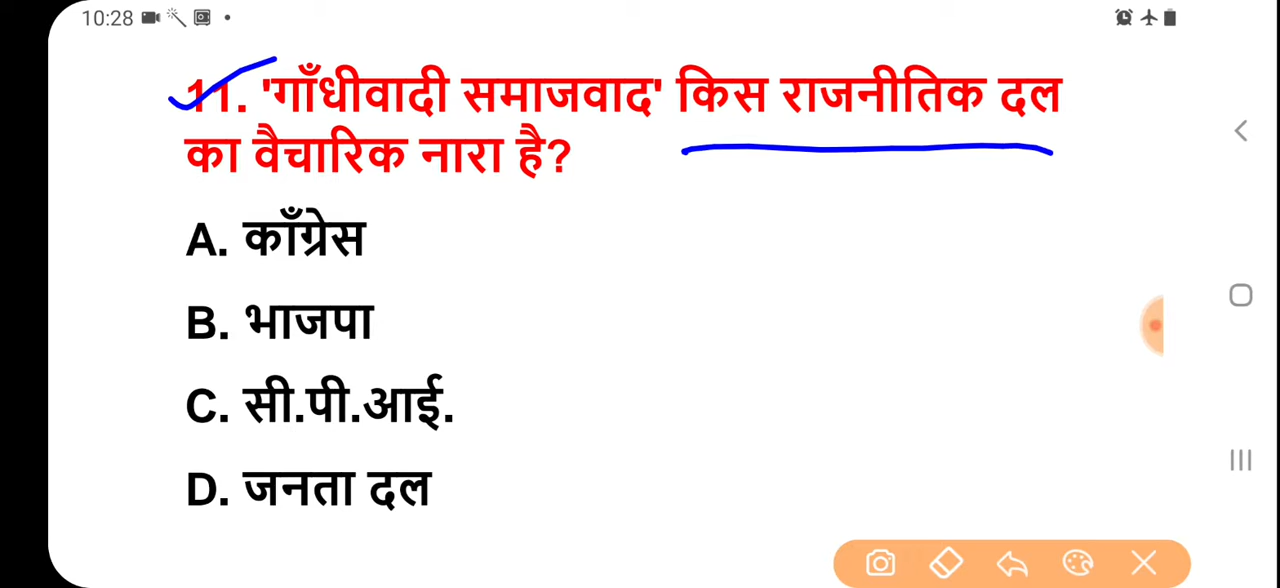 10:28
11. 'गाँधीवादी समाजवाद' किस राजनीतिक दल
का वैचारिक नारा है?
A. काँग्रेस
B. भाजपा
C. सी.पी.आई.
D. जनता दल